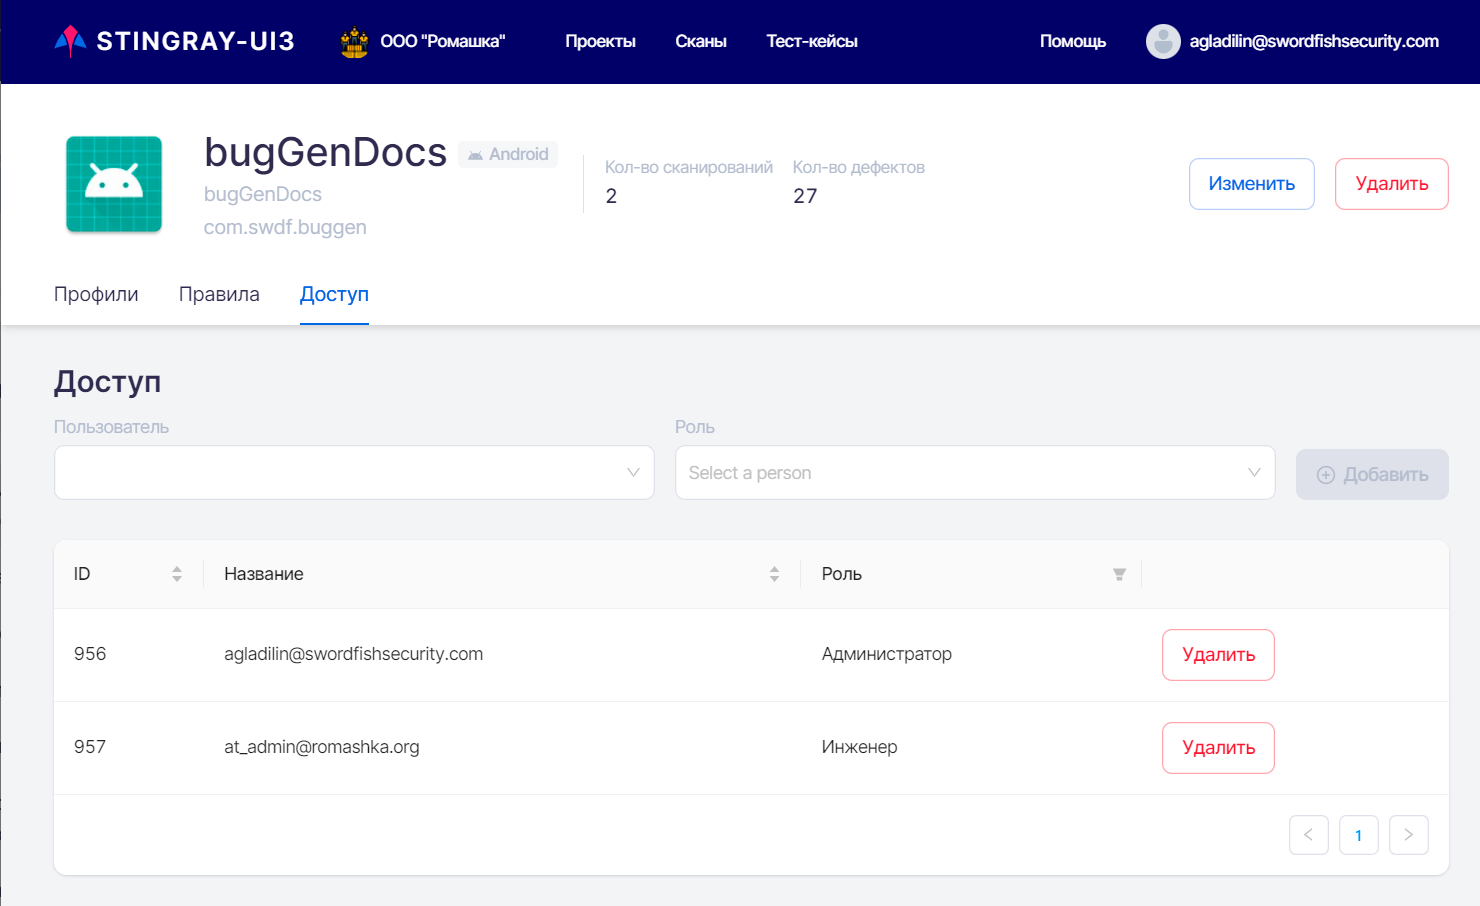 STINGRAY-UI3
ООО "Ромашка"
Проекты
Сканы
Тест-кейсы
Помощь
agladilin@swordfishsecurity.com
bugGenDocs
Android
bugGenDocs
com.swdf.buggen
Кол-во сканирований
2
Кол-во дефектов
27
Изменить
Удалить
Профили
Правила
Доступ
Доступ
Пользователь
Роль
Select a person
Добавить
ID
Название
Роль
956
agladilin@swordfishsecurity.com
Администратор
Удалить
957
at_admin@romashka.org
Инженер
Удалить
1